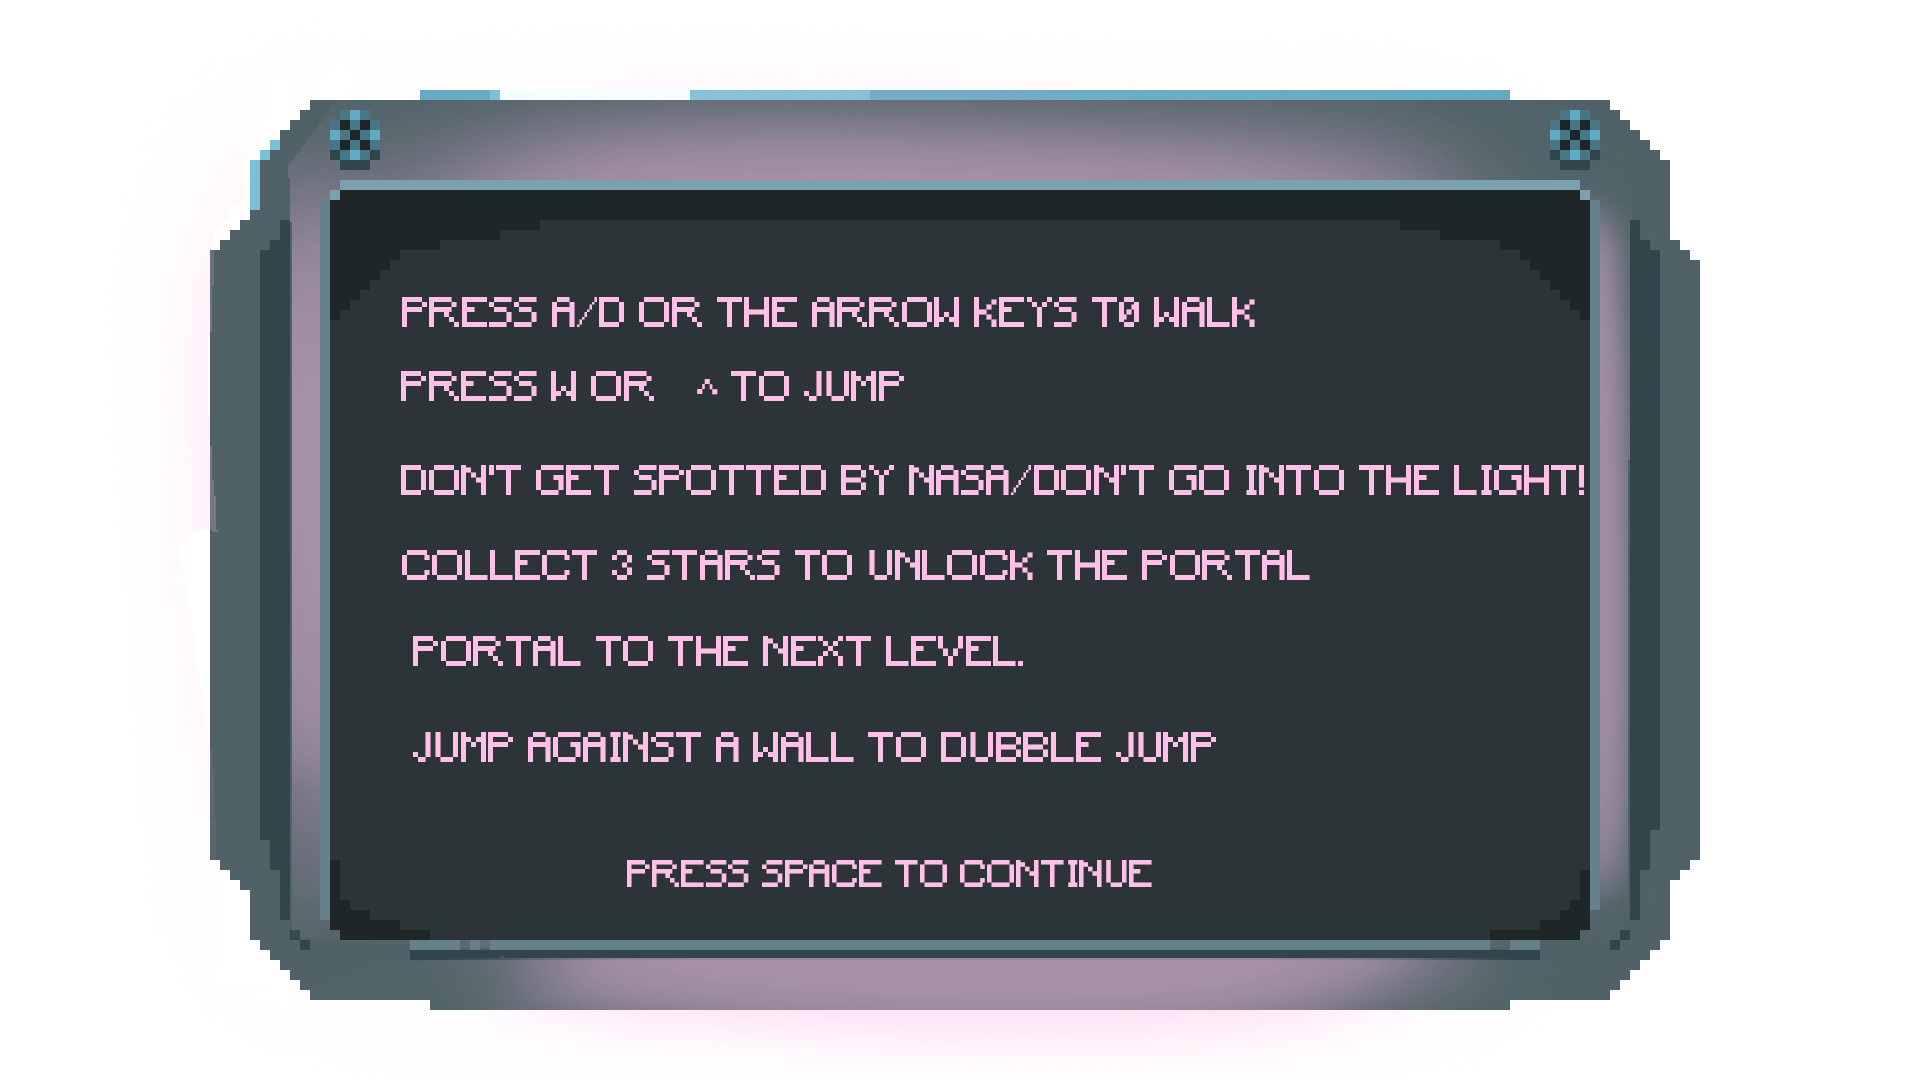 PRESS A/D OR THE ARROW KEYS T0 WALK
PRESS W OR ^ TO JUMP
DON'T GET SPOTTED BY NASA/DON'T GO INTO THE LIGHT!
COLLECT 3 STARS TO UNLOCK THE PORTAL
PORTAL TO THE NEXT LEVEL.
JUMP AGAINST A WALL TO DUBBLE JUMP
PRESS SPACE TO CONTINUE